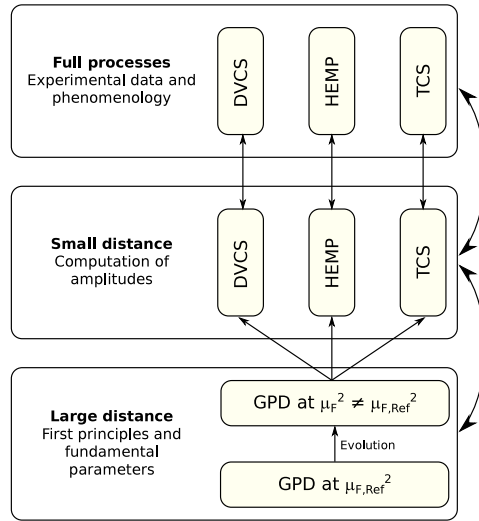 Full processes
Experimental data and
phenomenology
DVCS
HEMP
TCS
Small distance
Computation of
amplitudes
DVCS
HEMP
TCS
Large distance
First principles and
fundamental
parameters
GPD at μF² ≠ μF,Ref²
Evolution
GPD at μF,Ref²